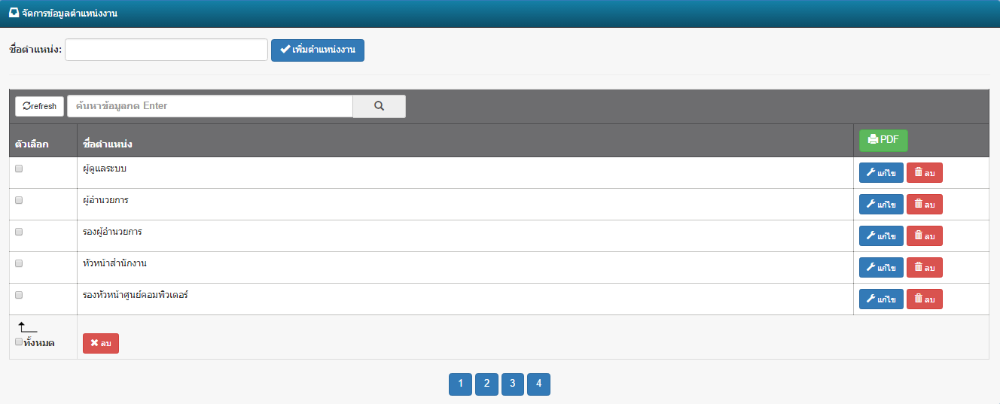 จัดการข้อมูลตำแหน่งงาน
ชื่อตำแหน่ง: เพิ่มตำแหน่งงาน
refresh ค้นหาข้อมูลกด Enter
ตัวเลือก ชื่อตำแหน่ง PDF
ผู้ดูแลระบบ แก้ไข ลบ
ผู้อำนวยการ แก้ไข ลบ
รองผู้อำนวยการ แก้ไข ลบ
หัวหน้าสำนักงาน แก้ไข ลบ
รองหัวหน้าศูนย์คอมพิวเตอร์ แก้ไข ลบ
ทั้งหมด ลบ
1 2 3 4